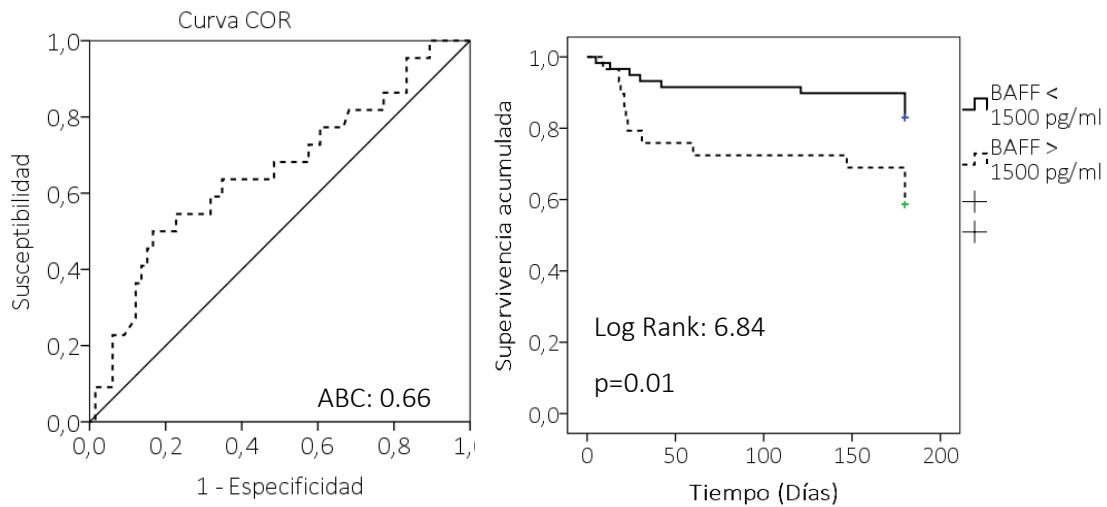 Curva COR
1,0
0,8
0,6
0,4
0,2
0,0
Susceptibilidad
ABC: 0.66
0,0
0,2
0,4
0,6
0,8
1,
1 - Especificidad
1,0
0,8
0,6
0,4
0,2
0,0
Supervivencia acumulada
Log Rank: 6.84
p=0.01
0
50
100
150
200
Tiempo (Días)
BAFF <
1500 pg/ml
BAFF >
1500 pg/ml